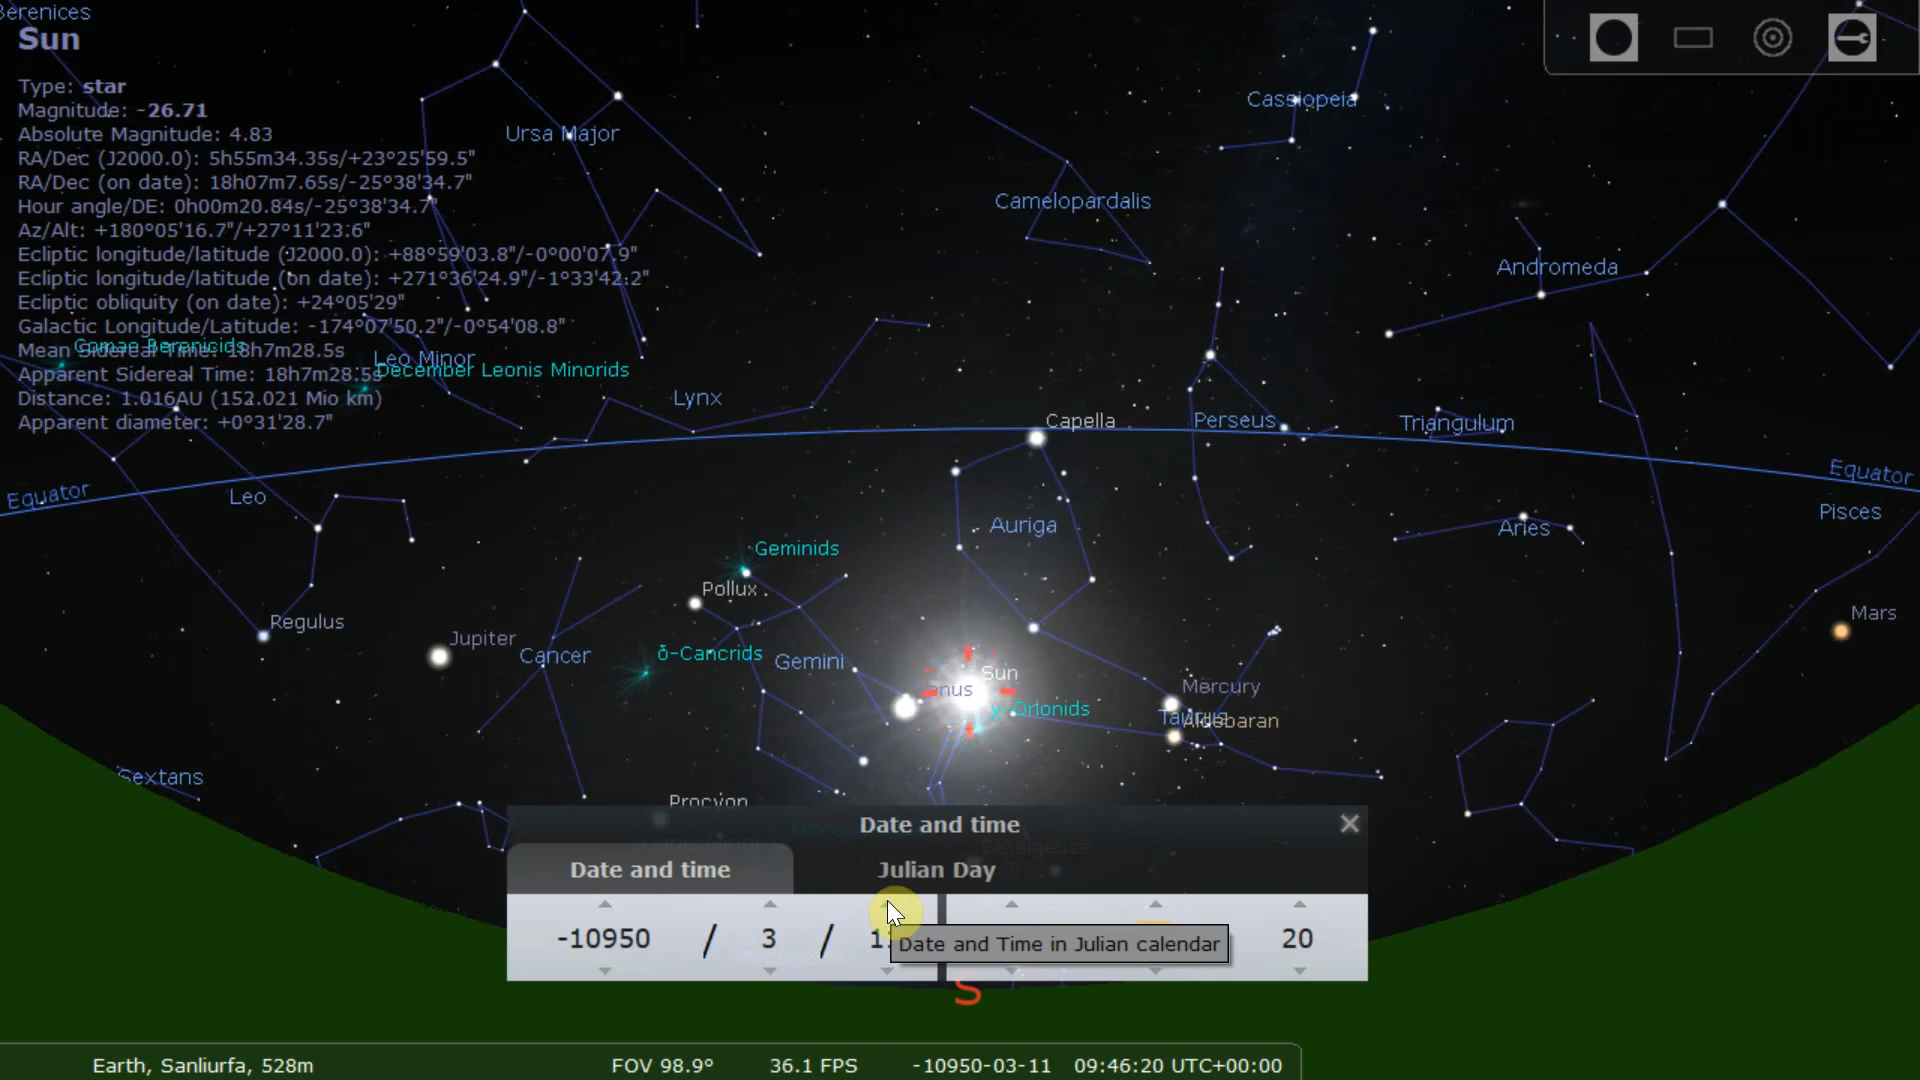 Berenices
Sun
Type: star
Magnitude: -26.71
Absolute Magnitude: 4.83
RA/Dec (J2000.0): 5h55m34.35s/+23°25'59.5"
RA/Dec (on date): 18h07m7.65s/-25°38'34.7"
Hour angle/DE: 0h00m20.84s/-25°38'34.7"
Az/Alt: +180°05'16.7"/+27°11'23.6"
Ecliptic longitude/latitude (J2000.0): +88°59'03.8"/-0°00'07.9"
Ecliptic longitude/latitude (on date): +271°36'24.9"/-1°33'42.2"
Ecliptic obliquity (on date): +24°05'29"
Galactic Longitude/Latitude: -174°07'50.2"/-0°54'08.8"
Mean Sidereal Time: 18h7m28.5s
Apparent Sidereal Time: 18h7m28.5s
Distance: 1.016AU (152.021 Mio km)
Apparent diameter: +0°31'28.7"
Cassiopeia
Ursa Major
Camelopardalis
Andromeda
Coma Berenicids
Leo Minor
December Leonis Minorids
Lynx
Capella
Perseus
Triangulum
Equator
Equator
Leo
Pisces
Auriga
Aries
Geminids
Pollux
Regulus
Mars
Jupiter
Cancer
δ-Cancrids
Gemini
Sun
anus
Mercury
χ-Orionids
Taurus
Aldebaran
Sextans
Procyon
Date and time
Betelgeuse
Date and time
Julian Day
-10950 / 3 / 1
20
Date and Time in Julian calendar
S
Earth, Sanliurfa, 528m
FOV 98.9°
36.1 FPS
-10950-03-11
09:46:20 UTC+00:00